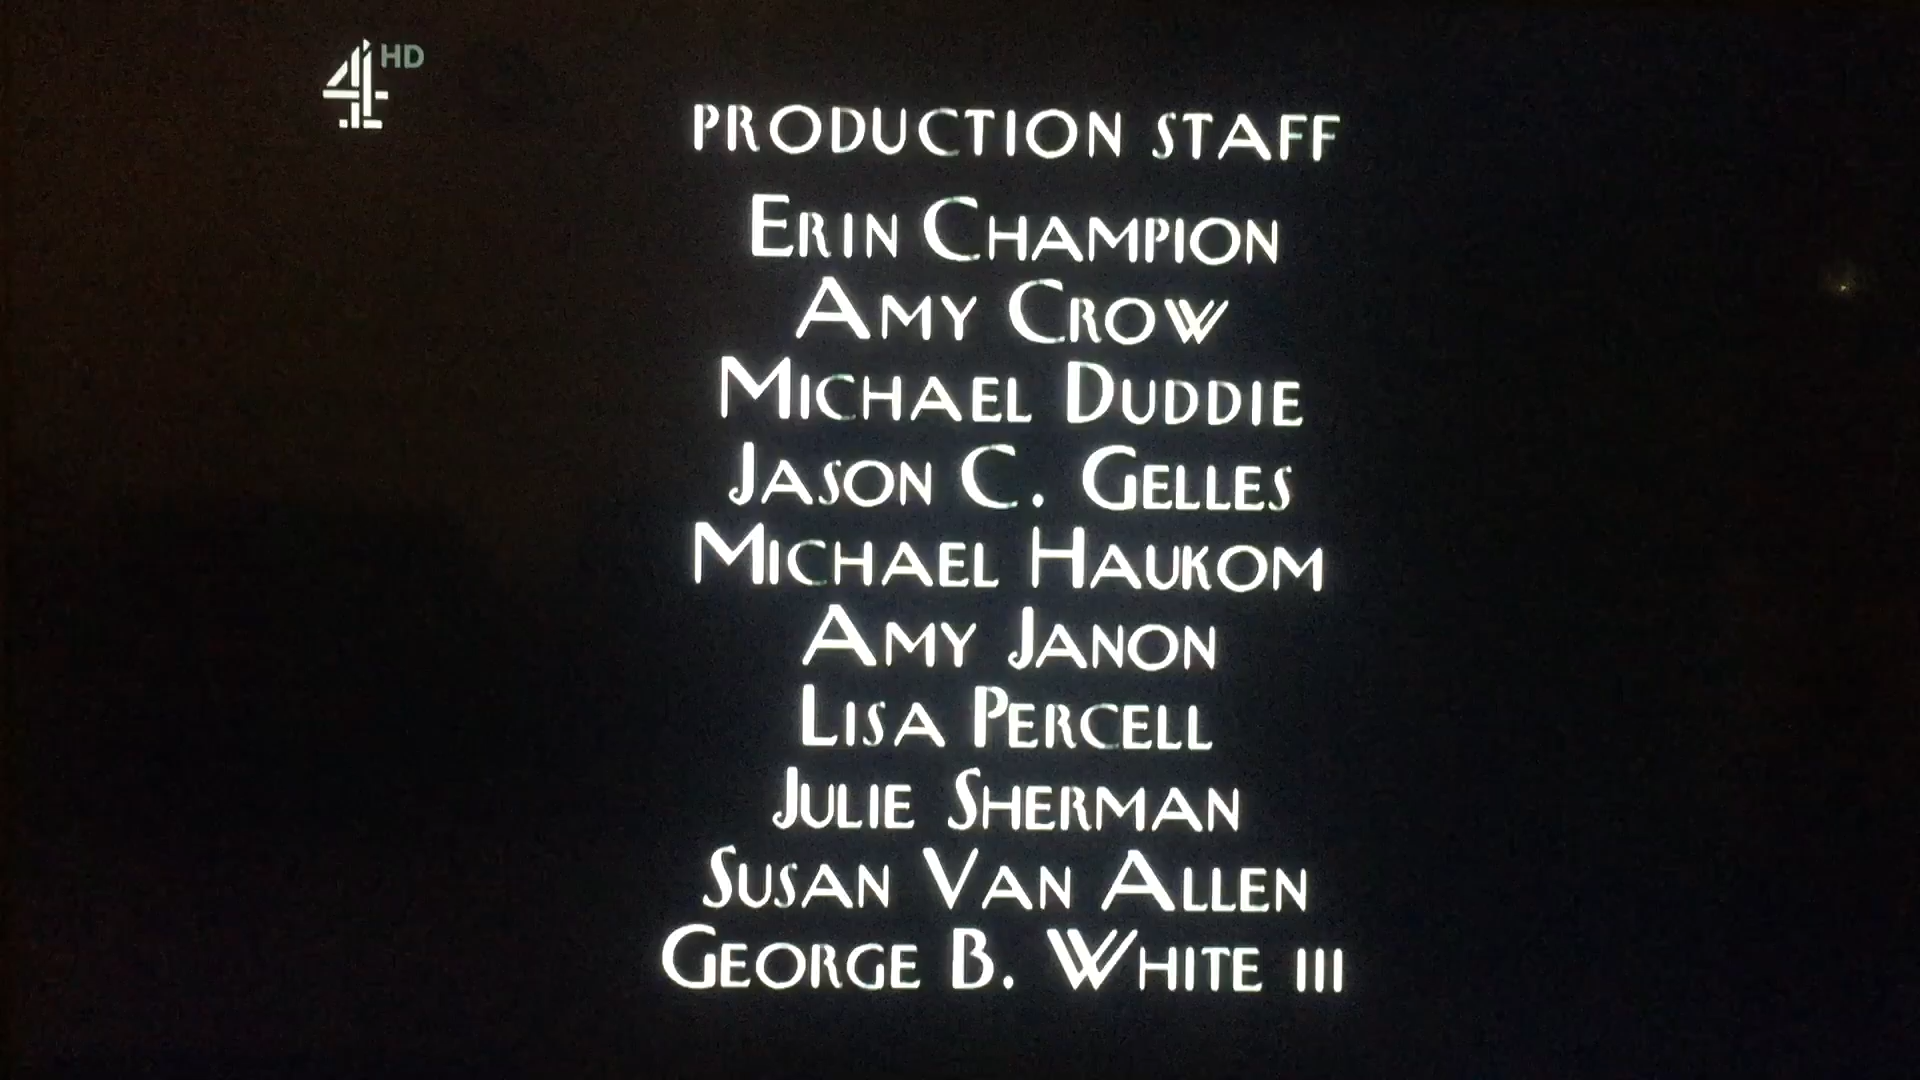 4 HD
PRODUCTION STAFF
ERIN CHAMPION
AMY CROW
MICHAEL DUDDIE
JASON C. GELLES
MICHAEL HAUKOM
AMY JANON
LISA PERCELL
JULIE SHERMAN
SUSAN VAN ALLEN
GEORGE B. WHITE III